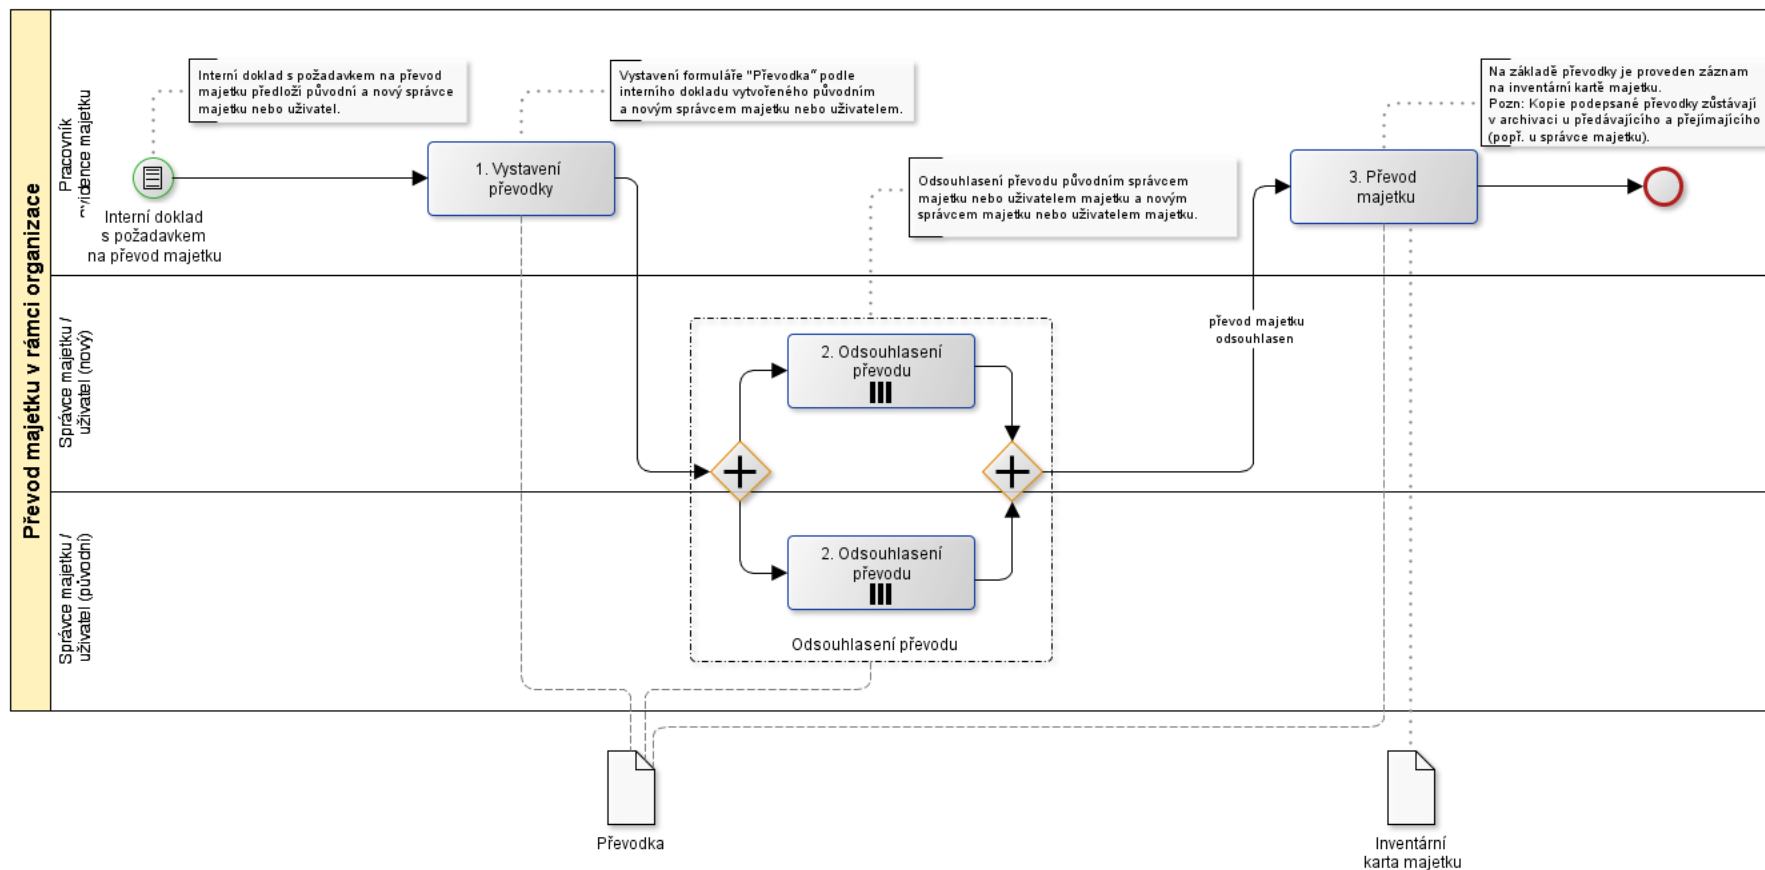 Převod majetku v rámci organizace
Pracovník
evidence majetku
Interní doklad s požadavkem na převod
majetku předloží původní a nový správce
majetku nebo uživatel.
Interní doklad
s požadavkem
na převod majetku
Vystavení formuláře "Převodka" podle
interního dokladu vytvořeného původním
a novým správcem majetku nebo uživatelem.
1. Vystavení
převodky
Odsouhlasení převodu původním správcem
majetku nebo uživatelem majetku a novým
správcem majetku nebo uživatelem majetku.
Na základě převodky je proveden záznam
na inventární kartě majetku.
Pozn: Kopie podepsané převodky zůstávají
v archivaci u předávajícího a přejímajícího
(popř. u správce majetku).
3. Převod
majetku
Správce majetku /
uživatel (nový)
2. Odsouhlasení
převodu
převod majetku
odsouhlasen
Správce majetku /
uživatel (původní)
2. Odsouhlasení
převodu
Odsouhlasení převodu
Převodka
Inventární
karta majetku